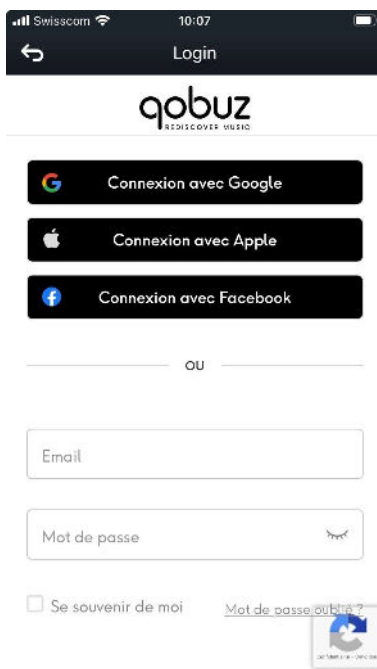 Swisscom 10:07
Login
qobuz
REDISCOVER MUSIC
Connexion avec Google
Connexion avec Apple
Connexion avec Facebook
OU
Email
Mot de passe
Se souvenir de moi Mot de passe oublié ?